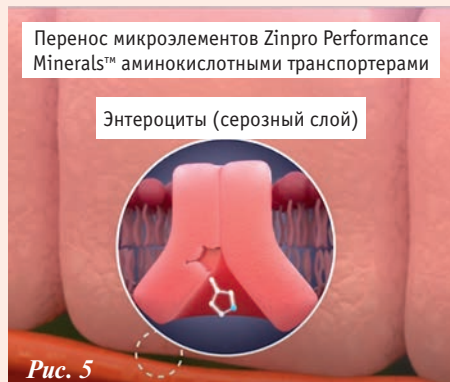 Перенос микроэлементов Zinpro Performance
Minerals™ аминокислотными транспортерами
Энтероциты (серозный слой)
Рис. 5